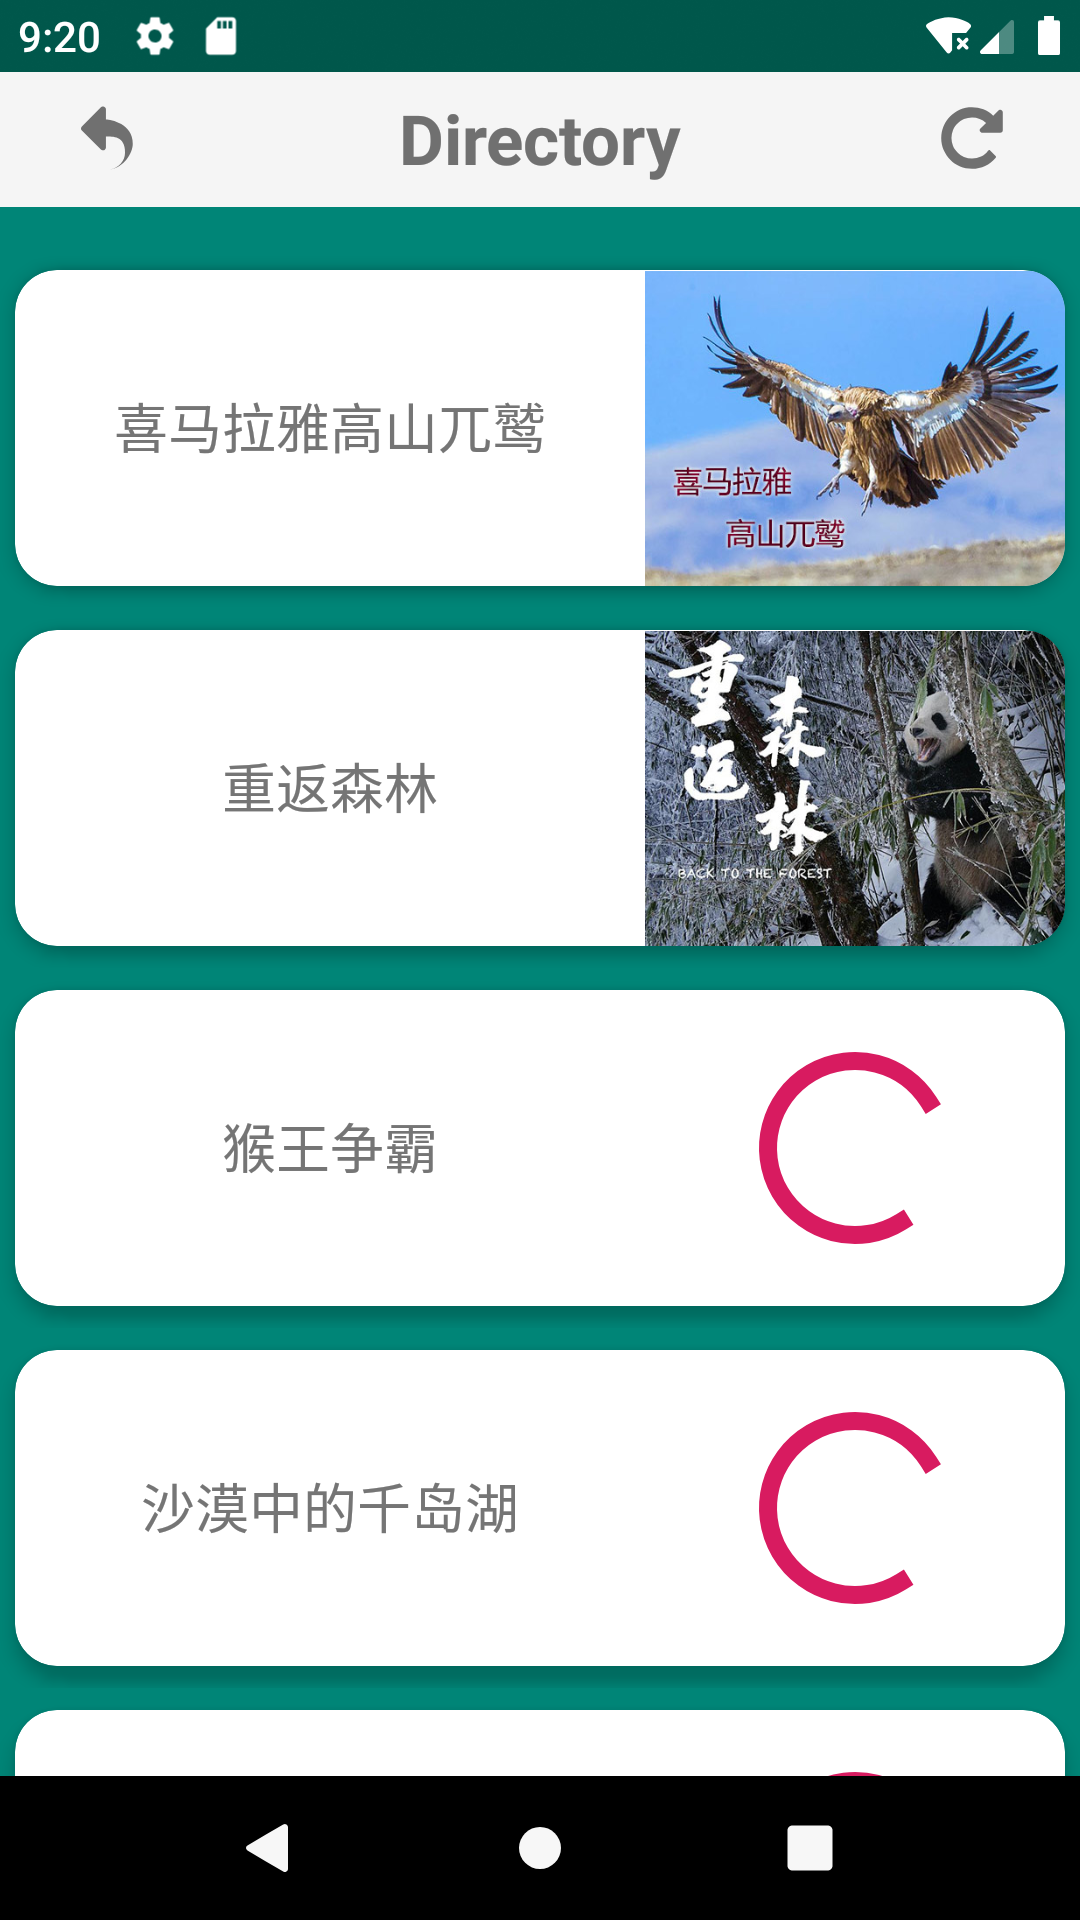 9:20
Directory
喜马拉雅高山兀鹫
喜马拉雅
高山兀鹫
重返森林
重返
森林
BACK TO THE FOREST
猴王争霸
沙漠中的千岛湖